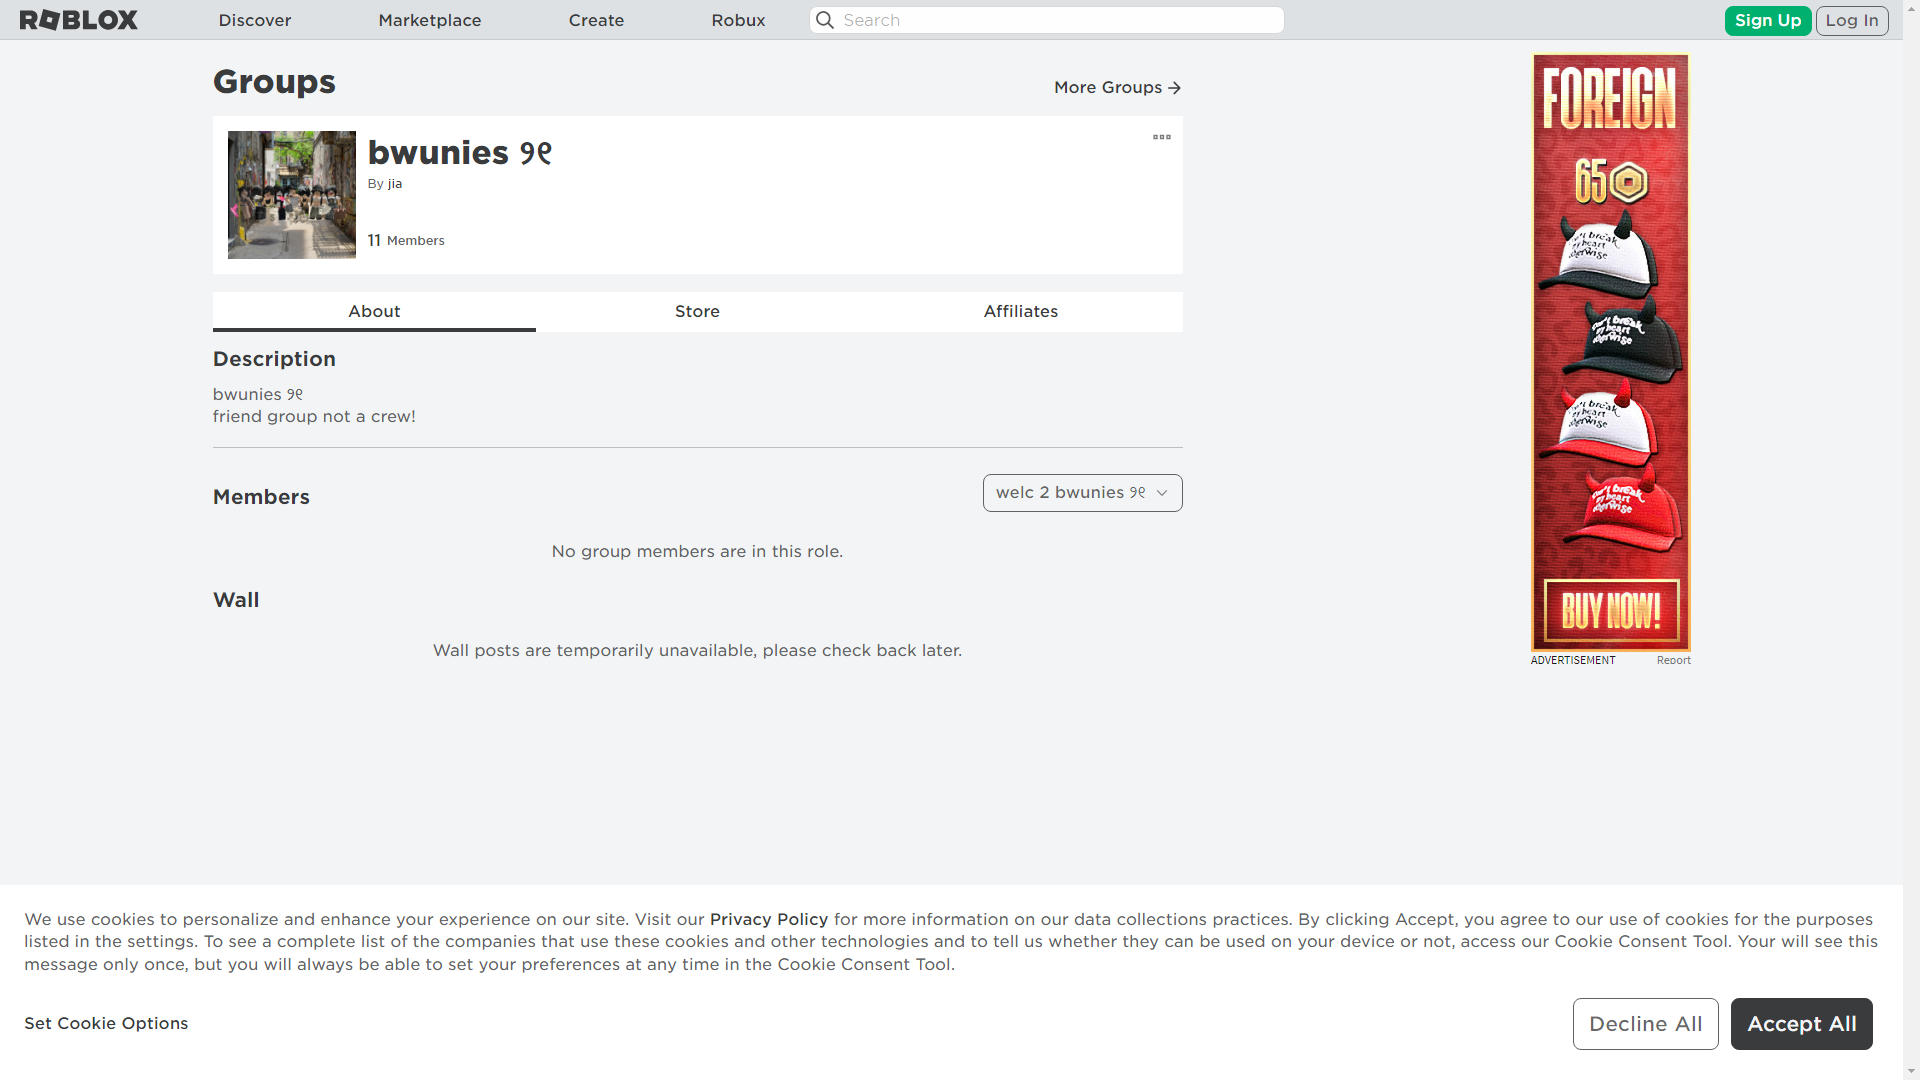 ROBLOX
Discover
Marketplace
Create
Robux
Search
Sign Up
Log In
Groups
More Groups
bwunies ୨୧
By jia
11 Members
About
Store
Affiliates
Description
bwunies ୨୧
friend group not a crew!
Members
welc 2 bwunies ୨୧
No group members are in this role.
Wall
Wall posts are temporarily unavailable, please check back later.
FOREIGN
65
BUY NOW!
ADVERTISEMENT
Report
We use cookies to personalize and enhance your experience on our site. Visit our Privacy Policy for more information on our data collections practices. By clicking Accept, you agree to our use of cookies for the purposes
listed in the settings. To see a complete list of the companies that use these cookies and other technologies and to tell us whether they can be used on your device or not, access our Cookie Consent Tool. Your will see this
message only once, but you will always be able to set your preferences at any time in the Cookie Consent Tool.
Set Cookie Options
Decline All
Accept All